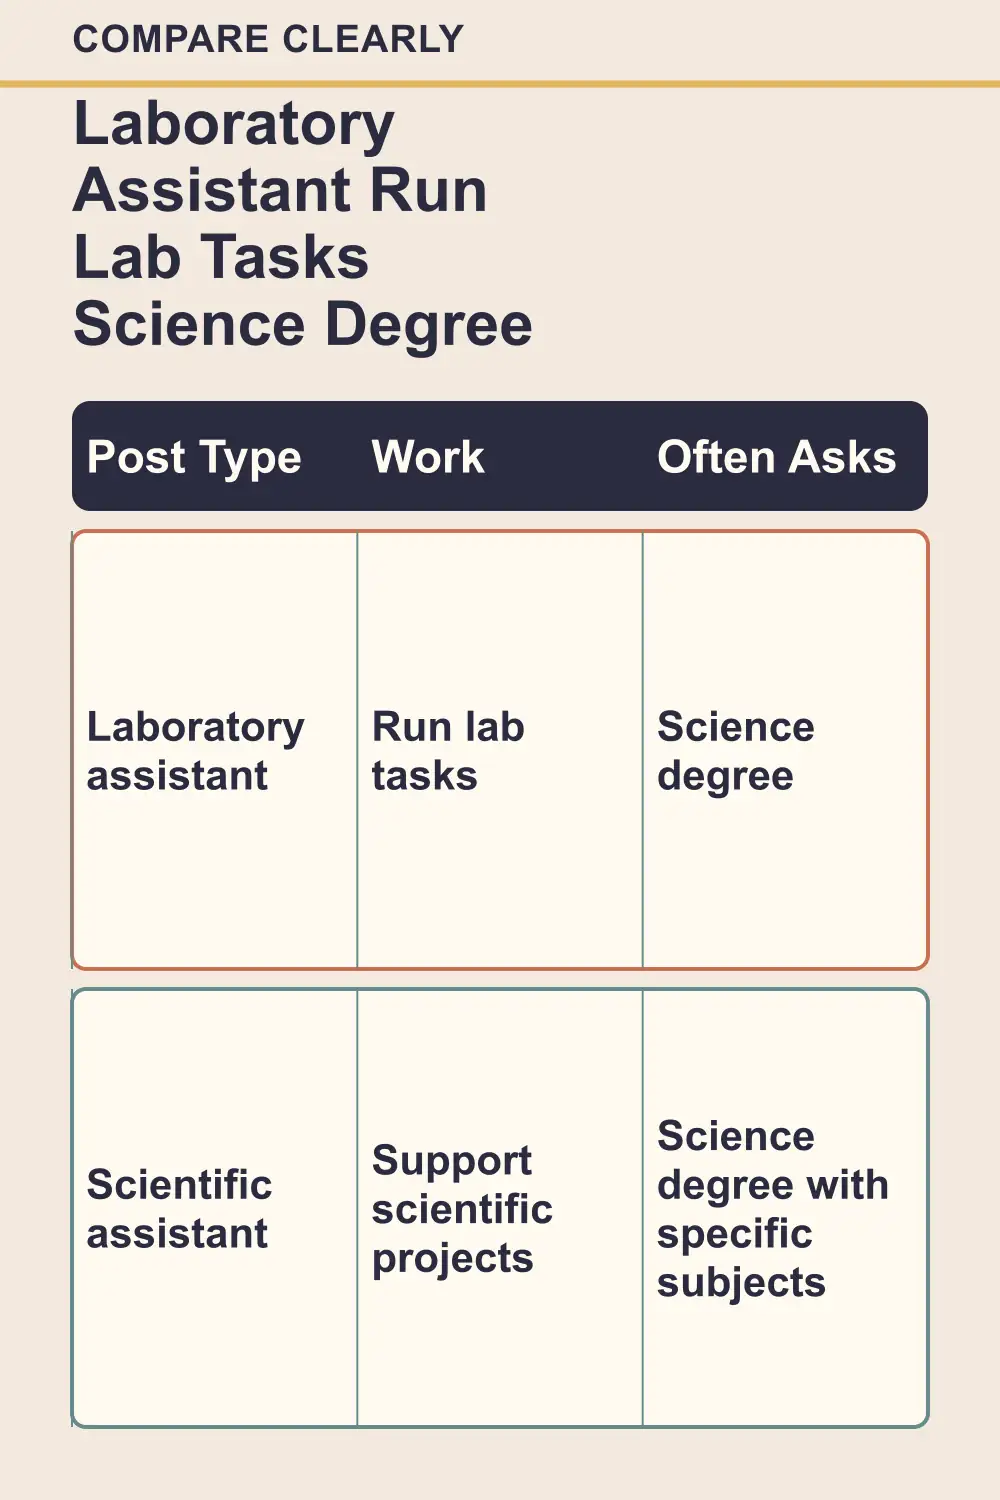 COMPARE CLEARLY
Laboratory
Assistant Run
Lab Tasks
Science Degree
Post Type Work Often Asks
Laboratory
assistant
Run lab
tasks
Science
degree
Scientific
assistant
Support
scientific
projects
Science
degree with
specific
subjects